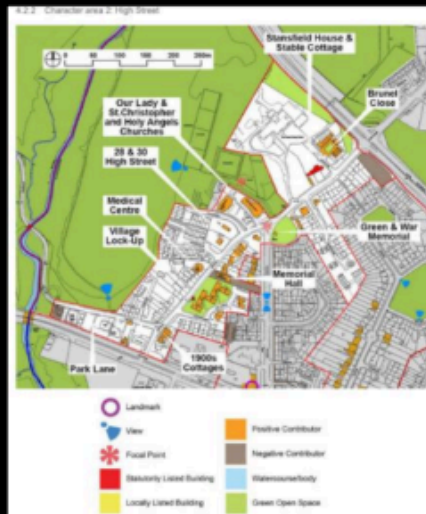 4.2.2 Character area 2: High Street
0 50 100 150 200 250m
Stansfield House &
Stable Cottage
Brunel
Close
Our Lady &
St.Christopher
and Holy Angels
Churches
28 & 30
High Street
Medical
Centre
Village
Lock-Up
Green & War
Memorial
Memorial
Hall
1900s
Cottages
Park Lane
Landmark
View
Focal Point
Statutorily Listed Building
Locally Listed Building
Positive Contributor
Negative Contributor
Watercourse/body
Green Open Space